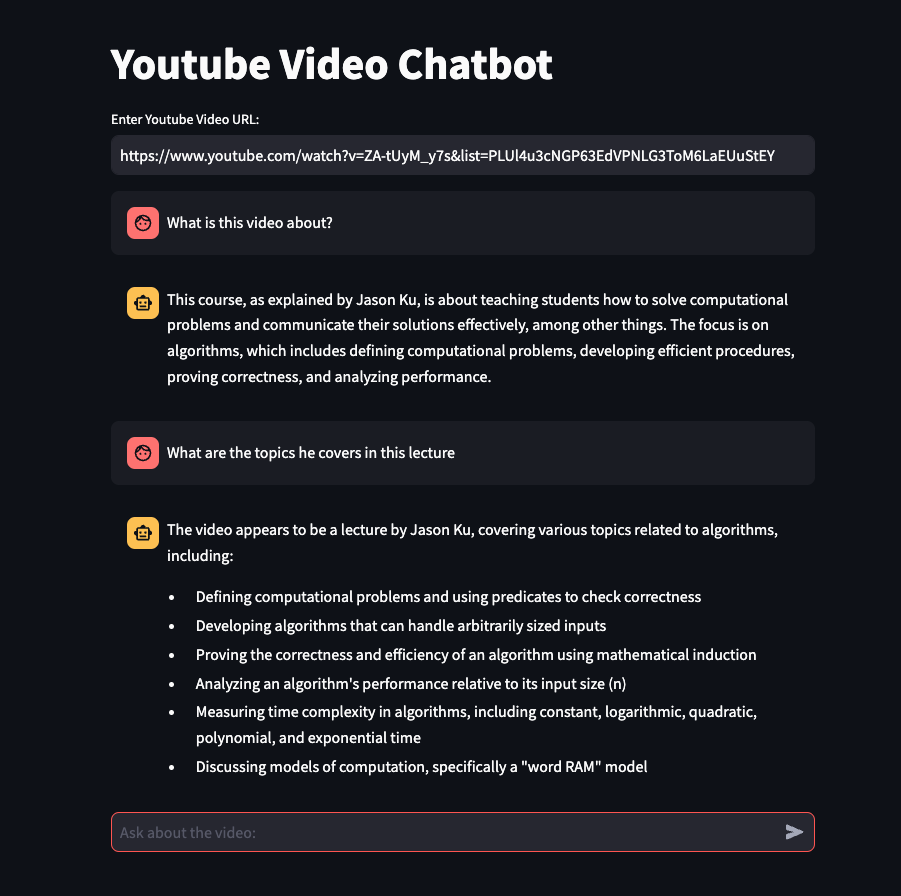 Youtube Video Chatbot
Enter Youtube Video URL:
https://www.youtube.com/watch?v=ZA-tUyM_y7s&list=PLUl4u3cNGP63EdVPNLG3ToM6LaEUuStEY
What is this video about?
This course, as explained by Jason Ku, is about teaching students how to solve computational
problems and communicate their solutions effectively, among other things. The focus is on
algorithms, which includes defining computational problems, developing efficient procedures,
proving correctness, and analyzing performance.
What are the topics he covers in this lecture
The video appears to be a lecture by Jason Ku, covering various topics related to algorithms,
including:
• Defining computational problems and using predicates to check correctness
• Developing algorithms that can handle arbitrarily sized inputs
• Proving the correctness and efficiency of an algorithm using mathematical induction
• Analyzing an algorithm's performance relative to its input size (n)
• Measuring time complexity in algorithms, including constant, logarithmic, quadratic,
polynomial, and exponential time
• Discussing models of computation, specifically a "word RAM" model
Ask about the video: